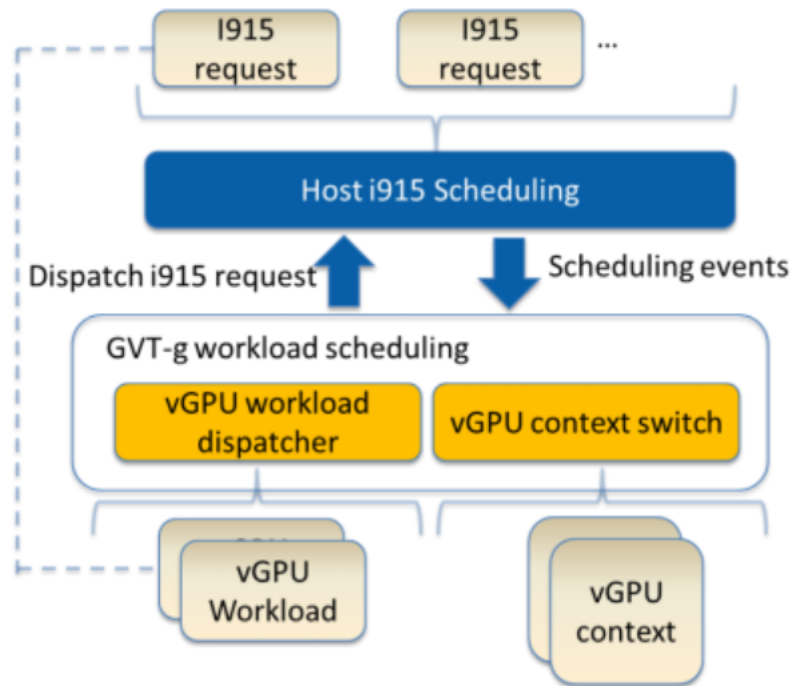 I915
request
I915
request
...
Host i915 Scheduling
Dispatch i915 request
Scheduling events
GVT-g workload scheduling
vGPU workload
dispatcher
vGPU context switch
vGPU
Workload
vGPU
context